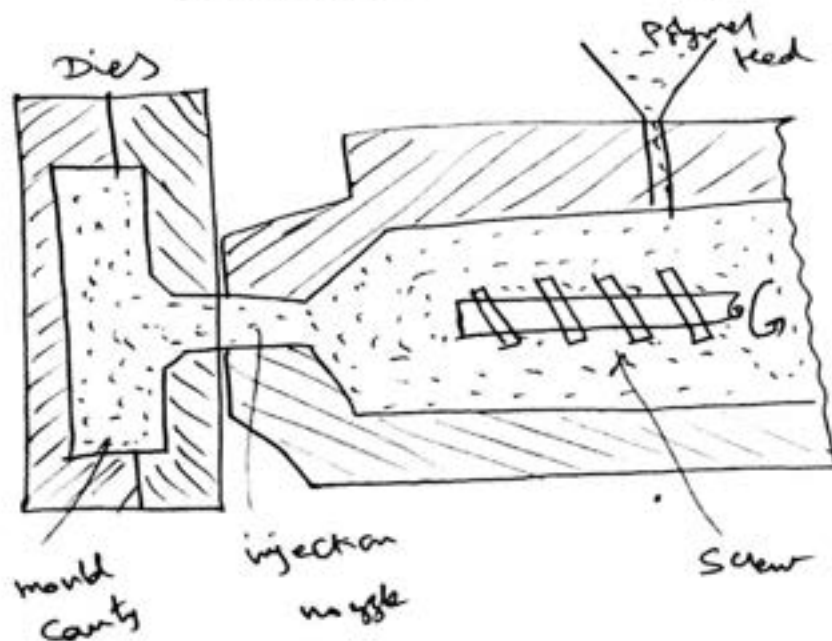 Dies
Polymer
feed
mould
cavity
injection
nozzle
Screw